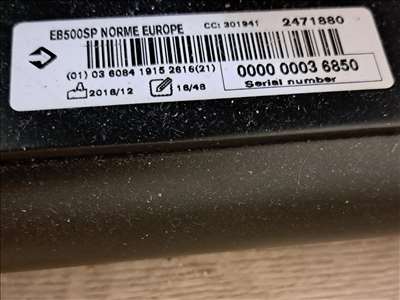 EB500SP NORME EUROPE CC: 301941 2471880
(01) 03 6084 1915 2616(21) 0000 0003 6850
2018/12 16/48 Serial number